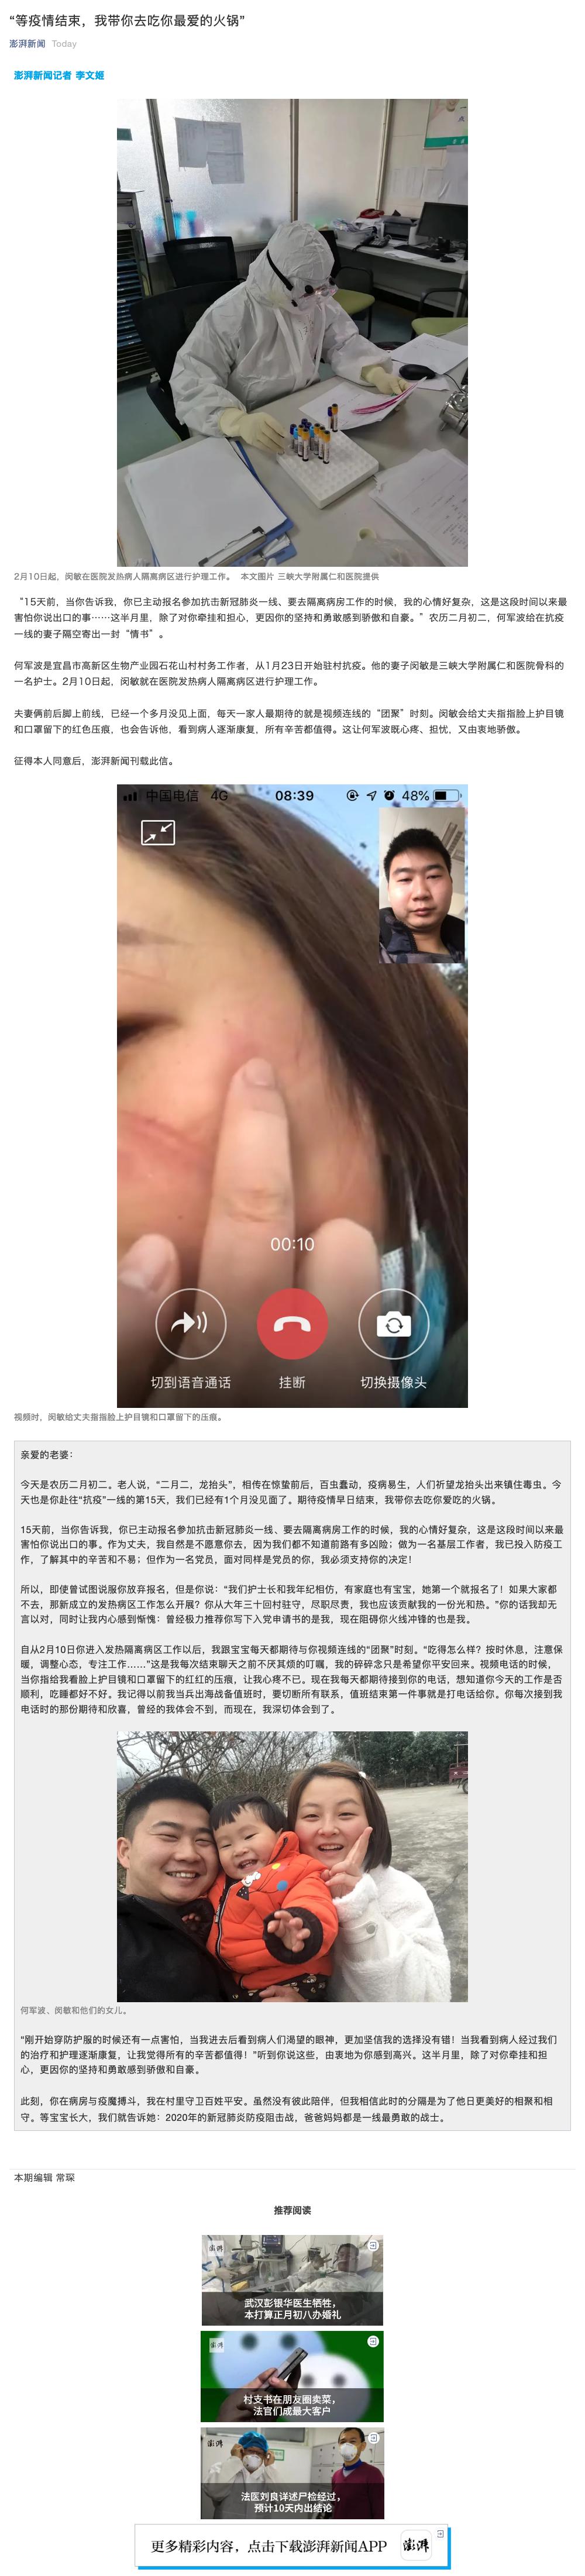 “等疫情结束，我带你去吃你最爱的火锅”
澎湃新闻 Today
澎湃新闻记者 李文姬
2月10日起，闵敏在医院发热病人隔离病区进行护理工作。 本文图片 三峡大学附属仁和医院提供
“15天前，当你告诉我，你已主动报名参加抗击新冠肺炎一线、要去隔离病房工作的时候，我的心情好复杂，这是这段时间以来最
害怕你说出口的事……这半月里，除了对你牵挂和担心，更因你的坚持和勇敢感到骄傲和自豪。”农历二月初二，何军波给在抗疫
一线的妻子隔空寄出一封“情书”。
何军波是宜昌市高新区生物产业园石花山村村务工作者，从1月23日开始驻村抗疫。他的妻子闵敏是三峡大学附属仁和医院骨科的
一名护士。2月10日起，闵敏就在医院发热病人隔离病区进行护理工作。
夫妻俩前后脚上前线，已经一个多月没见上面，每天一家人最期待的就是视频连线的“团聚”时刻。闵敏会给丈夫指指脸上护目镜
和口罩留下的红色压痕，也会告诉他，看到病人逐渐康复，所有辛苦都值得。这让何军波既心疼、担忧，又由衷地骄傲。
征得本人同意后，澎湃新闻刊载此信。
中国电信 4G 08:39 48%
00:10
切到语音通话 挂断 切换摄像头
视频时，闵敏给丈夫指指脸上护目镜和口罩留下的压痕。
亲爱的老婆：
今天是农历二月初二。老人说，“二月二，龙抬头”，相传在惊蛰前后，百虫蠢动，疫病易生，人们祈望龙抬头出来镇住毒虫。今
天也是你赴往“抗疫”一线的第15天，我们已经有1个月没见面了。期待疫情早日结束，我带你去吃你爱吃的火锅。
15天前，当你告诉我，你已主动报名参加抗击新冠肺炎一线、要去隔离病房工作的时候，我的心情好复杂，这是这段时间以来最
害怕你说出口的事。作为丈夫，我自然是不愿意你去，因为我们都不知道前路有多凶险；做为一名基层工作者，我已投入防疫工
作，了解其中的辛苦和不易；但作为一名党员，面对同样是党员的你，我必须支持你的决定！
所以，即使曾试图说服你放弃报名，但是你说：“我们护士长和我年纪相仿，有家庭也有宝宝，她第一个就报名了！如果大家都
不去，那新成立的发热病区工作怎么开展？你从大年三十回村驻守，尽职尽责，我也应该贡献我的一份光和热。”你的话我却无
言以对，同时让我内心感到惭愧：曾经极力推荐你写下入党申请书的是我，现在阻碍你火线冲锋的也是我。
自从2月10日你进入发热隔离病区工作以后，我跟宝宝每天都期待与你视频连线的“团聚”时刻。“吃得怎么样？按时休息，注意保
暖，调整心态，专注工作……”这是我每次结束聊天之前不厌其烦的叮嘱，我的碎碎念只是希望你平安回来。视频电话的时候，
当你指给我看脸上护目镜和口罩留下的红红的压痕，让我心疼不已。现在我每天都期待接到你的电话，想知道你今天的工作是否
顺利，吃睡都好不好。我记得以前我当兵出海战备值班时，要切断所有联系，值班结束第一件事就是打电话给你。你每次接到我
电话时的那份期待和欣喜，曾经的我体会不到，而现在，我深切体会到了。
何军波、闵敏和他们的女儿。
“刚开始穿防护服的时候还有一点害怕，当我进去后看到病人们渴望的眼神，更加坚信我的选择没有错！当我看到病人经过我们
的治疗和护理逐渐康复，让我觉得所有的辛苦都值得！”听到你说这些，由衷地为你感到高兴。这半月里，除了对你牵挂和担
心，更因你的坚持和勇敢感到骄傲和自豪。
此刻，你在病房与疫魔搏斗，我在村里守卫百姓平安。虽然没有彼此陪伴，但我相信此时的分隔是为了他日更美好的相聚和相
守。等宝宝长大，我们就告诉她：2020年的新冠肺炎防疫阻击战，爸爸妈妈都是一线最勇敢的战士。
本期编辑 常琛
推荐阅读
澎湃
武汉彭银华医生牺牲，
本打算正月初八办婚礼
澎湃
村支书在朋友圈卖菜，
法官们成最大客户
澎湃
法医刘良详述尸检经过，
预计10天内出结论
更多精彩内容，点击下载澎湃新闻APP 澎湃